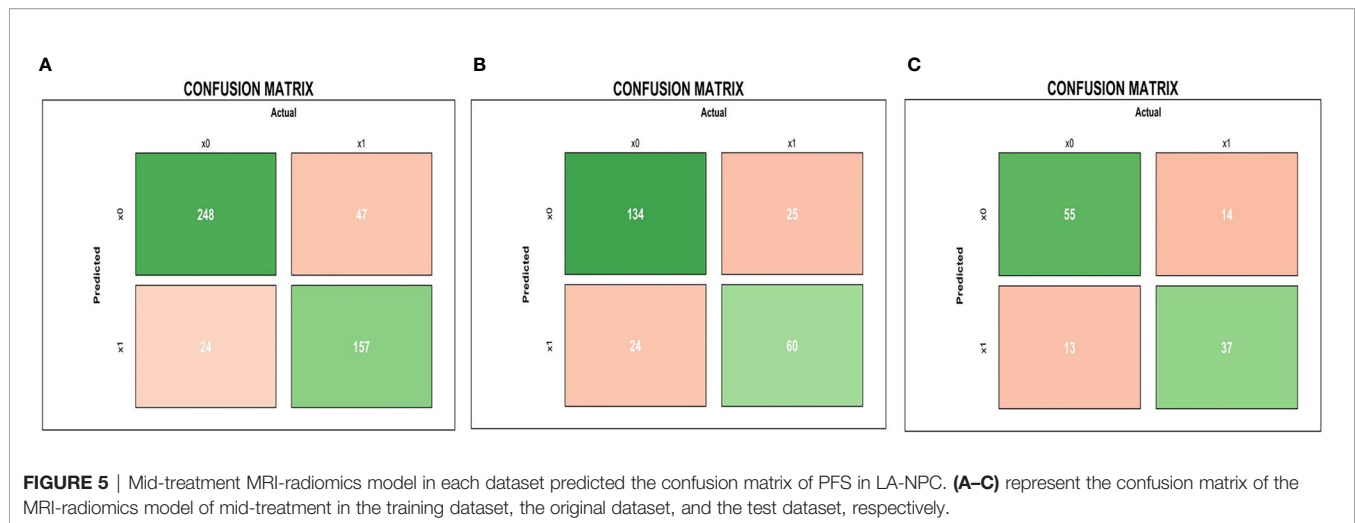 A
CONFUSION MATRIX
Actual
x0 x1
x0
248 47
Predicted
x1
24 157
B
CONFUSION MATRIX
Actual
x0 x1
x0
134 25
Predicted
x1
24 60
C
CONFUSION MATRIX
Actual
x0 x1
x0
55 14
Predicted
x1
13 37
FIGURE 5 | Mid-treatment MRI-radiomics model in each dataset predicted the confusion matrix of PFS in LA-NPC. (A–C) represent the confusion matrix of the
MRI-radiomics model of mid-treatment in the training dataset, the original dataset, and the test dataset, respectively.